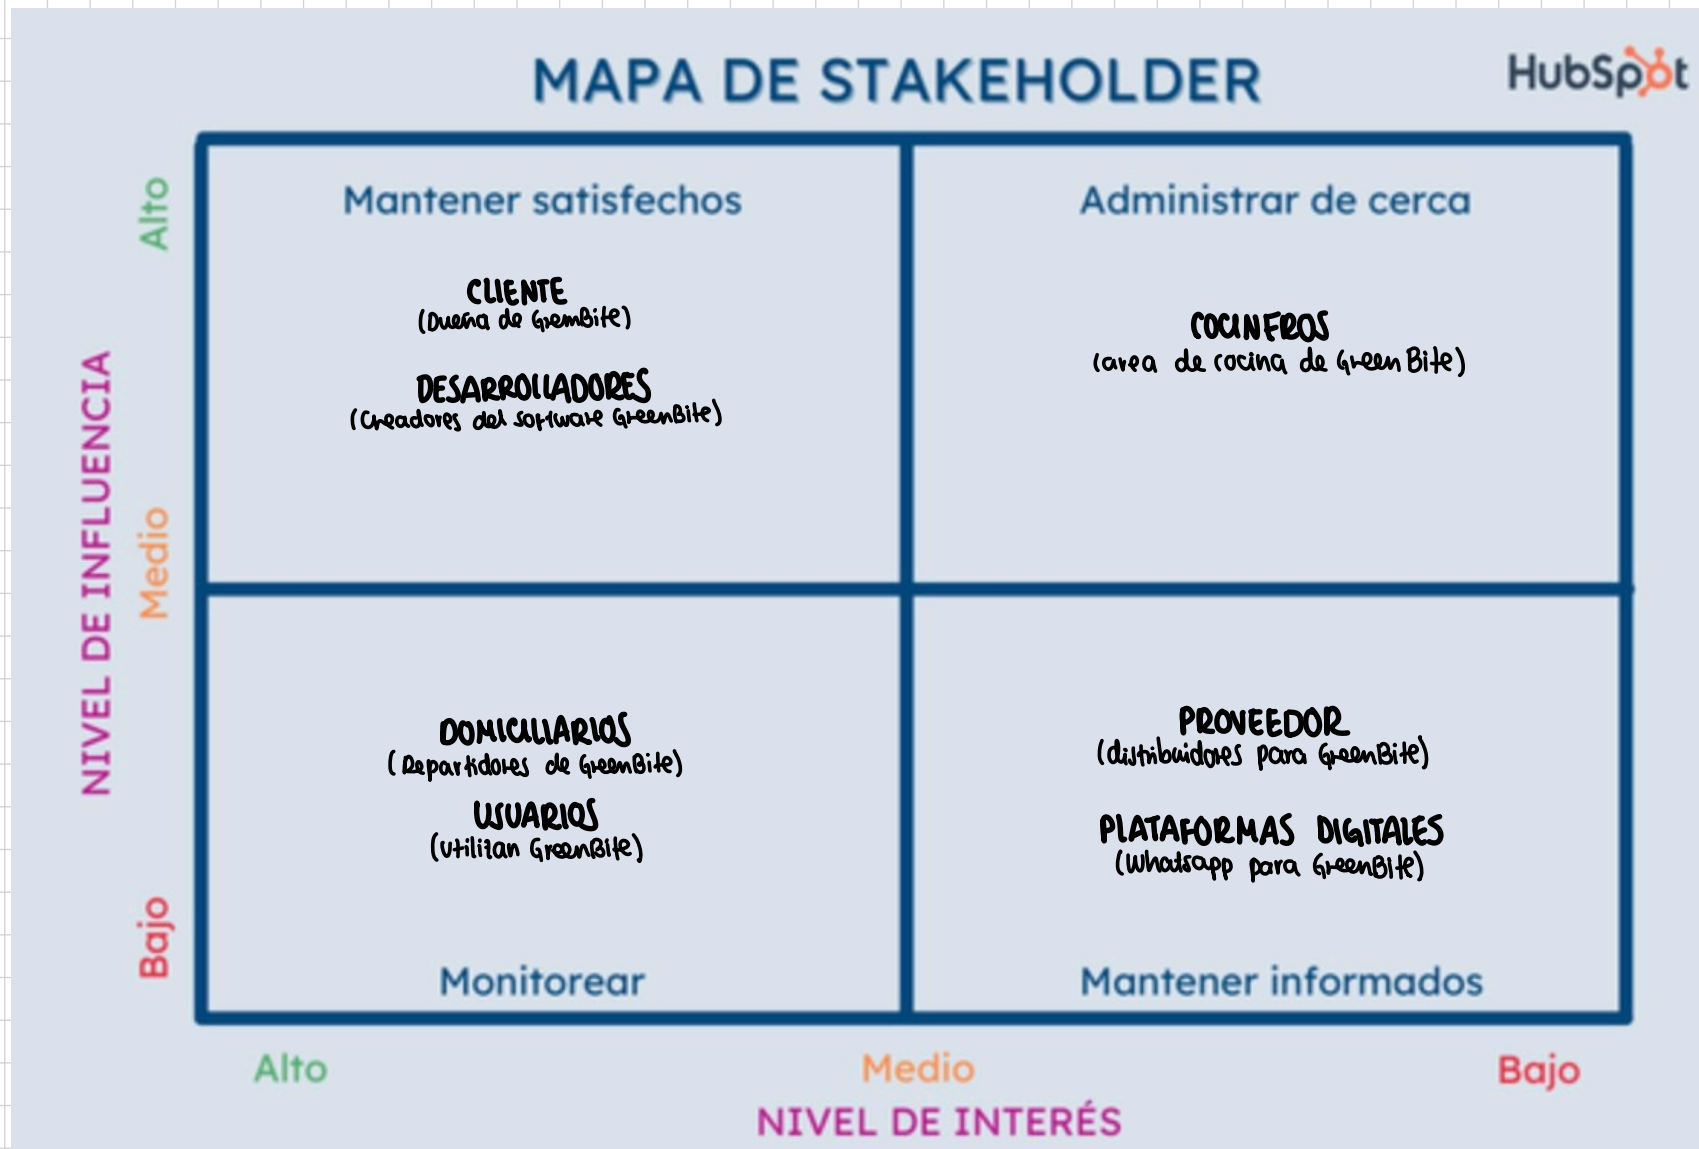 MAPA DE STAKEHOLDER
HubSpot
NIVEL DE INFLUENCIA
Alto
Medio
Bajo
Mantener satisfechos
CLIENTE
(Dueña de GremBite)
DESARROLLADORES
(Creadores del software GreenBite)
Administrar de cerca
COCINEROS
(area de cocina de Green Bite)
DOMICILIARIOS
(Repartidores de GreenBite)
USUARIOS
(utilizan GreenBite)
Monitorear
PROVEEDOR
(distribuidores para GreenBite)
PLATAFORMAS DIGITALES
(Whatsapp para GreenBite)
Mantener informados
Alto
Medio
Bajo
NIVEL DE INTERÉS